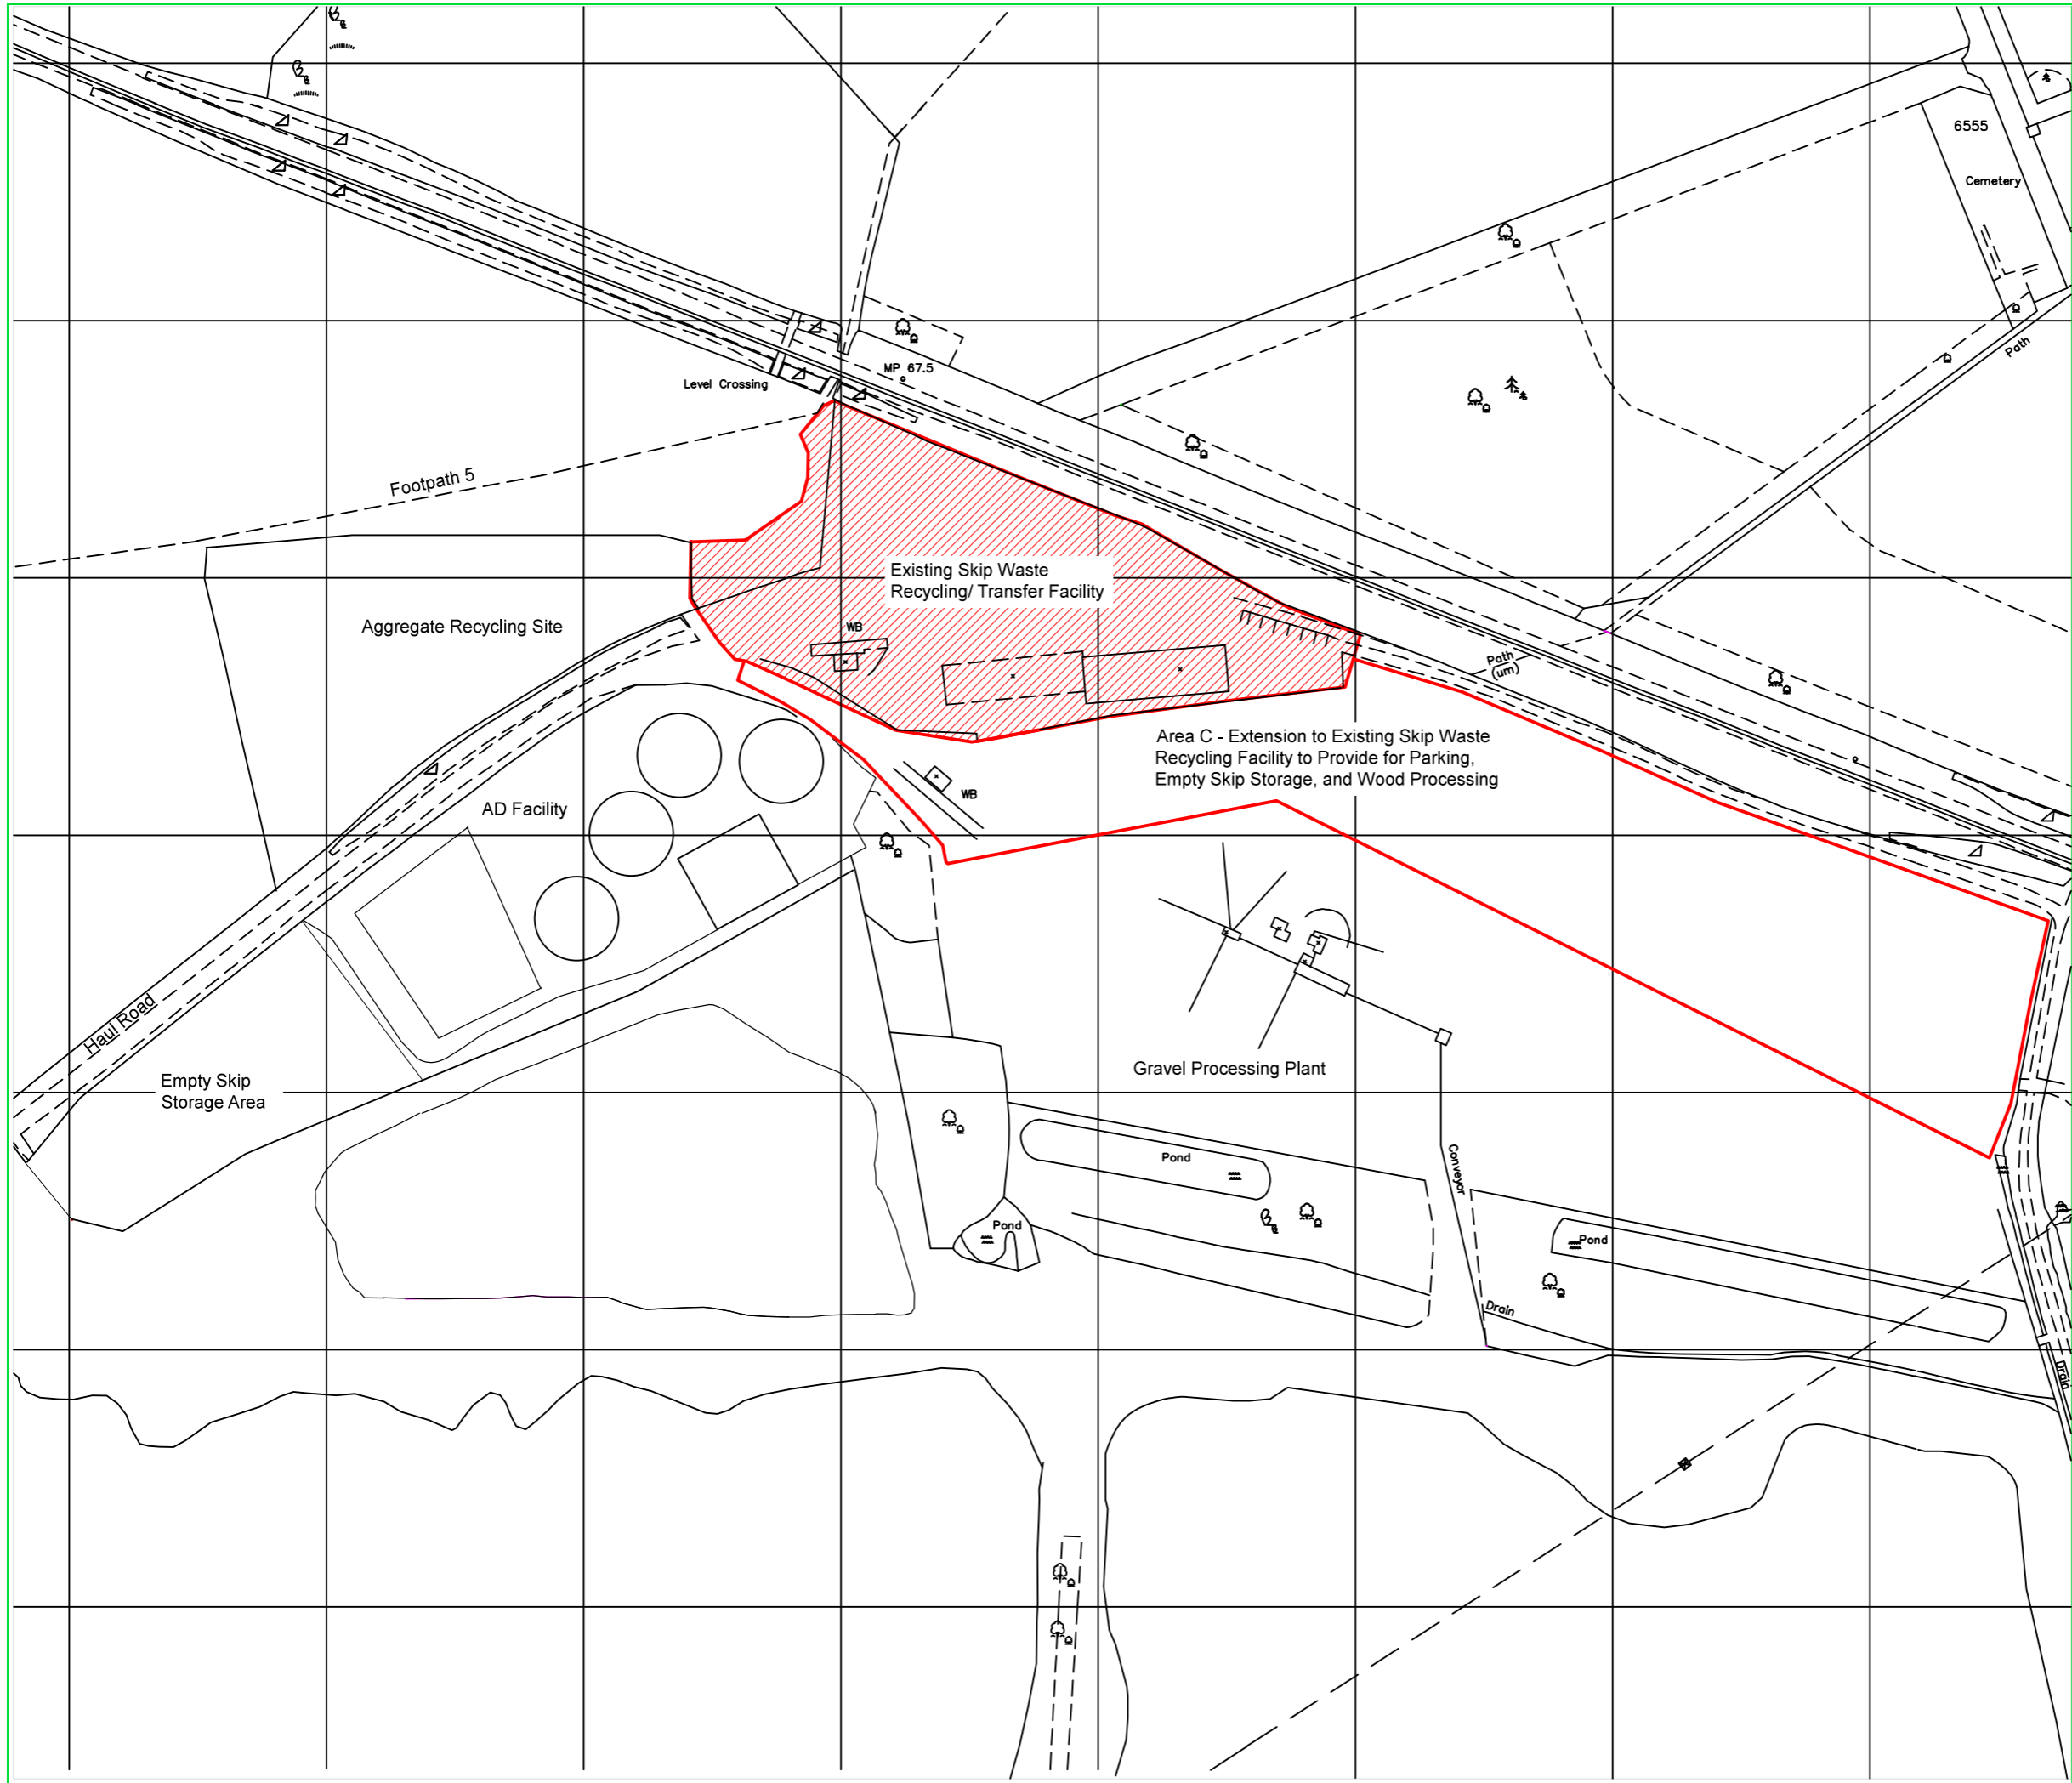 6555
Cemetery
Path
MP 67.5
Level Crossing
Footpath 5
Existing Skip Waste
Recycling/ Transfer Facility
Aggregate Recycling Site
WB
Path
(um)
Area C - Extension to Existing Skip Waste
Recycling Facility to Provide for Parking,
Empty Skip Storage, and Wood Processing
WB
AD Facility
Haul Road
Gravel Processing Plant
Empty Skip
Storage Area
Conveyor
Pond
Pond
Pond
Drain
Drain